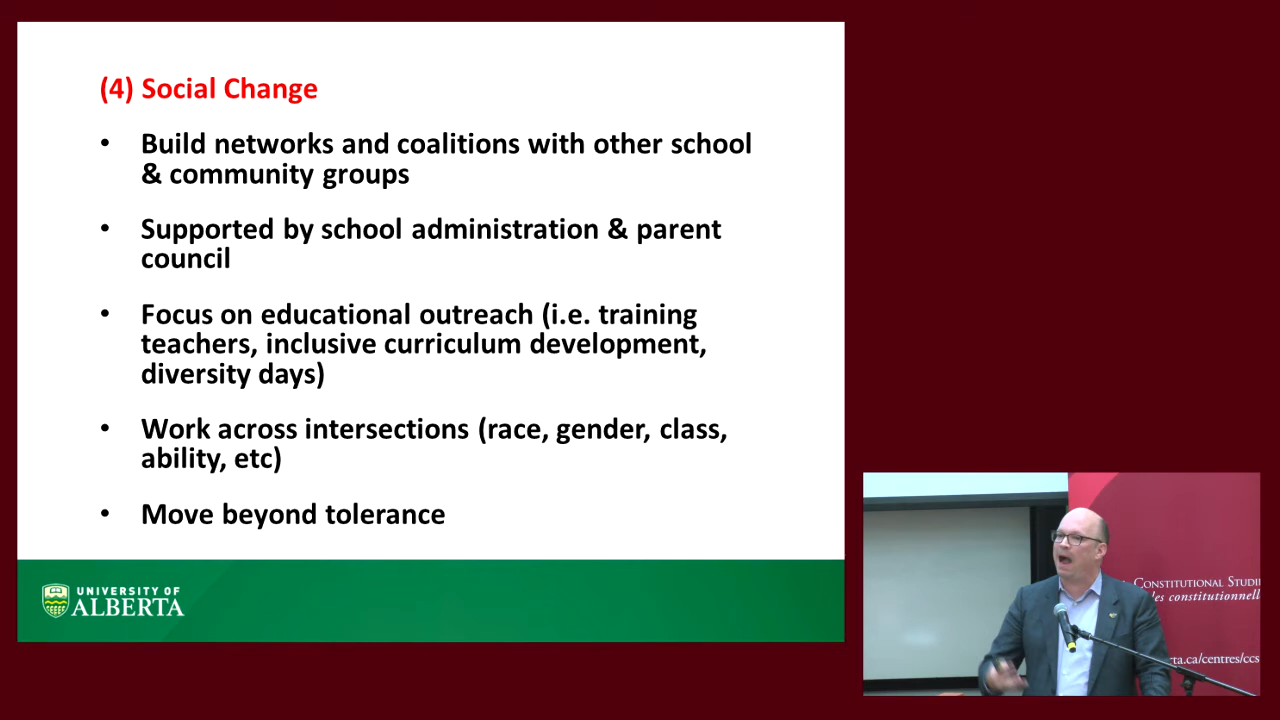 (4) Social Change
• Build networks and coalitions with other school
& community groups
• Supported by school administration & parent
council
• Focus on educational outreach (i.e. training
teachers, inclusive curriculum development,
diversity days)
• Work across intersections (race, gender, class,
ability, etc)
• Move beyond tolerance
UNIVERSITY OF
ALBERTA
Constitutional Studi
les constitutionnell
rta.ca/centres/ccs